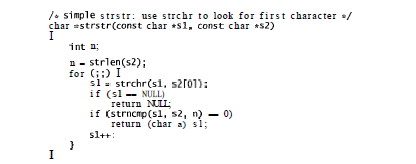 /* simple strstr: use strchr to look for first character */
char *strstr(const char *s1, const char *s2)
[
int n;
n = strlen(s2);
for (;;) [
s1 = strchr(s1, s2[0]);
if (s1 == NULL)
return NULL;
if (strncmp(s1, s2, n) == 0)
return (char a) s1;
s1++:
}
]